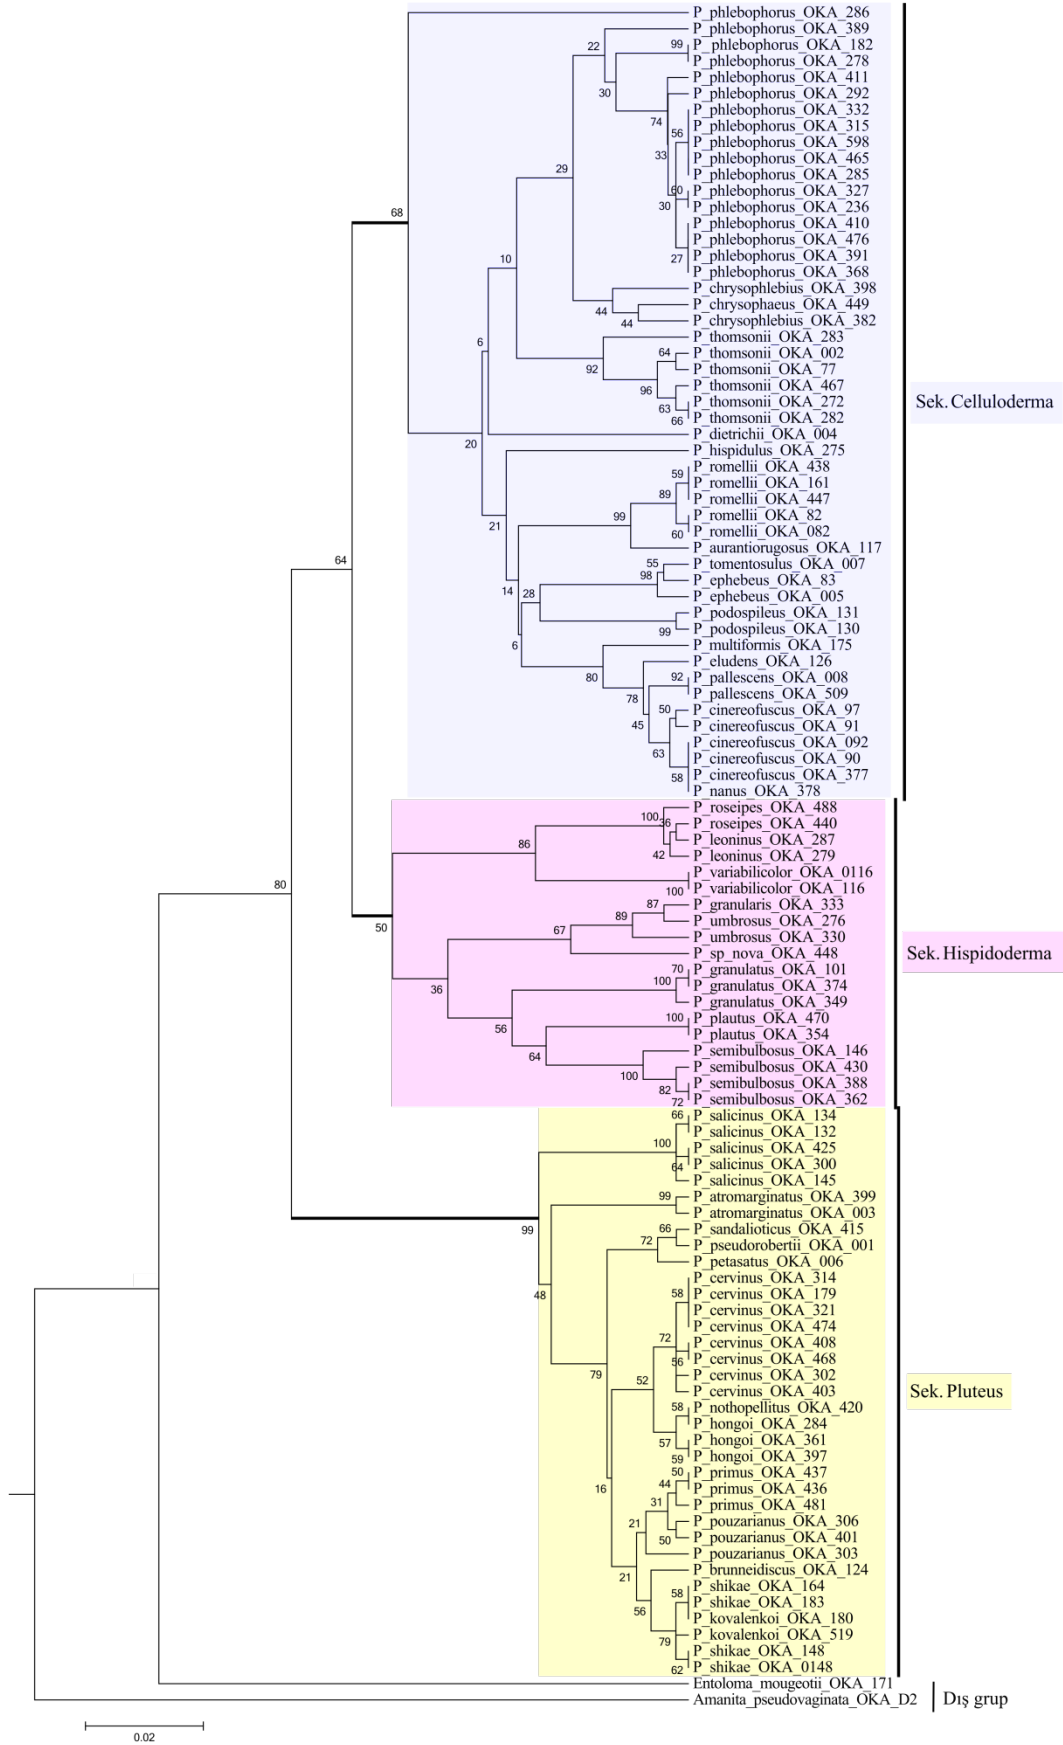 P_phlebophorus_OKA_286
P_phlebophorus_OKA_389
P_phlebophorus_OKA_182
P_phlebophorus_OKA_278
P_phlebophorus_OKA_411
P_phlebophorus_OKA_292
P_phlebophorus_OKA_332
P_phlebophorus_OKA_315
P_phlebophorus_OKA_598
P_phlebophorus_OKA_465
P_phlebophorus_OKA_285
P_phlebophorus_OKA_327
P_phlebophorus_OKA_236
P_phlebophorus_OKA_410
P_phlebophorus_OKA_476
P_phlebophorus_OKA_391
P_phlebophorus_OKA_368
P_chrysophlebius_OKA_398
P_chrysophaeus_OKA_449
P_chrysophlebius_OKA_382
P_thomsonii_OKA_283
P_thomsonii_OKA_002
P_thomsonii_OKA_77
P_thomsonii_OKA_467
P_thomsonii_OKA_272
P_thomsonii_OKA_282
P_dietrichii_OKA_004
P_hispidulus_OKA_275
P_romellii_OKA_438
P_romellii_OKA_161
P_romellii_OKA_447
P_romellii_OKA_82
P_romellii_OKA_082
P_aurantiorugosus_OKA_117
P_tomentosulus_OKA_007
P_ephebeus_OKA_83
P_ephebeus_OKA_005
P_podospileus_OKA_131
P_podospileus_OKA_130
P_multiformis_OKA_175
P_eludens_OKA_126
P_pallescens_OKA_008
P_pallescens_OKA_509
P_cinereofuscus_OKA_97
P_cinereofuscus_OKA_91
P_cinereofuscus_OKA_092
P_cinereofuscus_OKA_90
P_cinereofuscus_OKA_377
P_nanus_OKA_378
P_roseipes_OKA_488
P_roseipes_OKA_440
P_leoninus_OKA_287
P_leoninus_OKA_279
P_variabilicolor_OKA_0116
P_variabilicolor_OKA_116
P_granularis_OKA_333
P_umbrosus_OKA_276
P_umbrosus_OKA_330
P_sp_nova_OKA_448
P_granulatus_OKA_101
P_granulatus_OKA_374
P_granulatus_OKA_349
P_plautus_OKA_470
P_plautus_OKA_354
P_semibulbosus_OKA_146
P_semibulbosus_OKA_430
P_semibulbosus_OKA_388
P_semibulbosus_OKA_362
P_salicinus_OKA_134
P_salicinus_OKA_132
P_salicinus_OKA_425
P_salicinus_OKA_300
P_salicinus_OKA_145
P_atromarginatus_OKA_399
P_atromarginatus_OKA_003
P_sandalioticus_OKA_415
P_pseudorobertii_OKA_001
P_petasatus_OKA_006
P_cervinus_OKA_314
P_cervinus_OKA_179
P_cervinus_OKA_321
P_cervinus_OKA_474
P_cervinus_OKA_408
P_cervinus_OKA_468
P_cervinus_OKA_302
P_cervinus_OKA_403
P_nothopellitus_OKA_420
P_hongoi_OKA_284
P_hongoi_OKA_361
P_hongoi_OKA_397
P_primus_OKA_437
P_primus_OKA_436
P_primus_OKA_481
P_pouzarianus_OKA_306
P_pouzarianus_OKA_401
P_pouzarianus_OKA_303
P_brunneidiscus_OKA_124
P_shikae_OKA_164
P_shikae_OKA_183
P_kovalenkoi_OKA_180
P_kovalenkoi_OKA_519
P_shikae_OKA_148
P_shikae_OKA_0148
Entoloma_mougeotii_OKA_171
Amanita_pseudovaginata_OKA_D2
Sek. Celluloderma
Sek. Hispidoderma
Sek. Pluteus
Dış grup
22
99
30
74
56
33
60
30
27
29
68
10
44
44
6
64
92
96
63
66
20
59
89
99
60
21
55
98
14
28
99
6
80
92
78
50
45
63
58
64
100
36
42
86
100
87
89
67
80
50
70
100
36
56
100
64
100
82
72
66
100
64
99
99
66
72
48
58
72
56
79
52
58
57
59
50
44
16
31
21
50
21
58
56
79
62
0.02